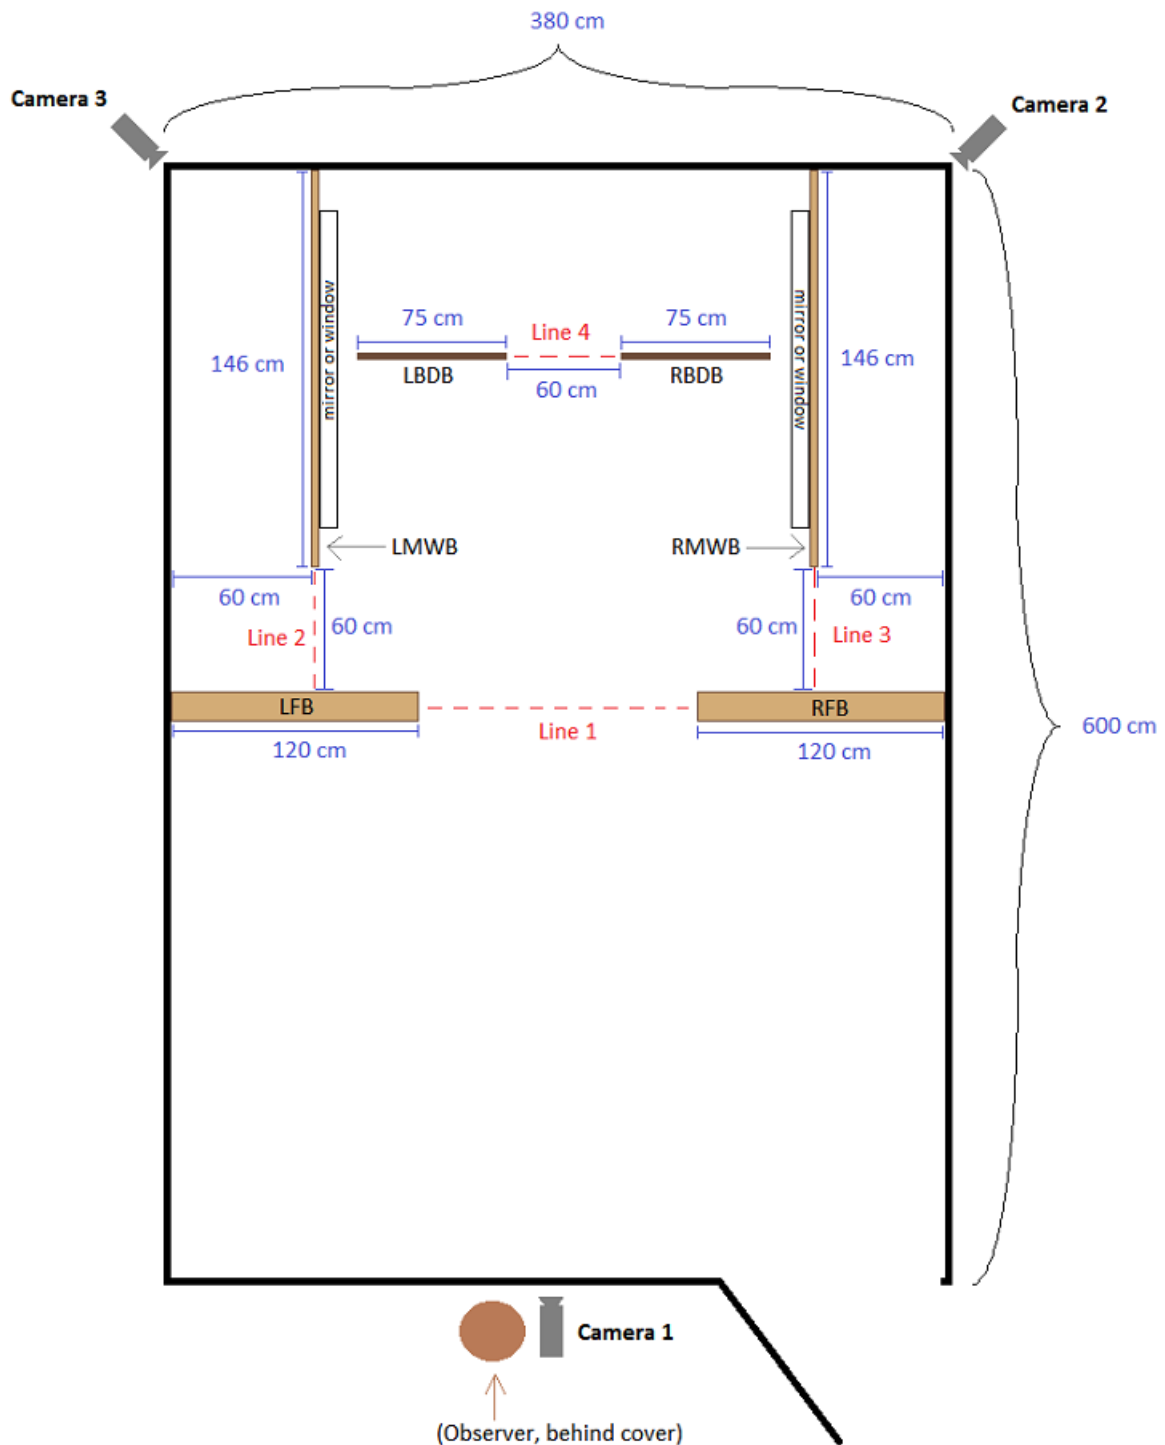 380 cm
Camera 3
Camera 2
mirror or window
mirror or window
75 cm
75 cm
Line 4
146 cm
146 cm
LBDB
RBDB
60 cm
LMWB
RMWB
60 cm
60 cm
Line 2
60 cm
60 cm
Line 3
LFB
RFB
Line 1
120 cm
120 cm
600 cm
Camera 1
(Observer, behind cover)